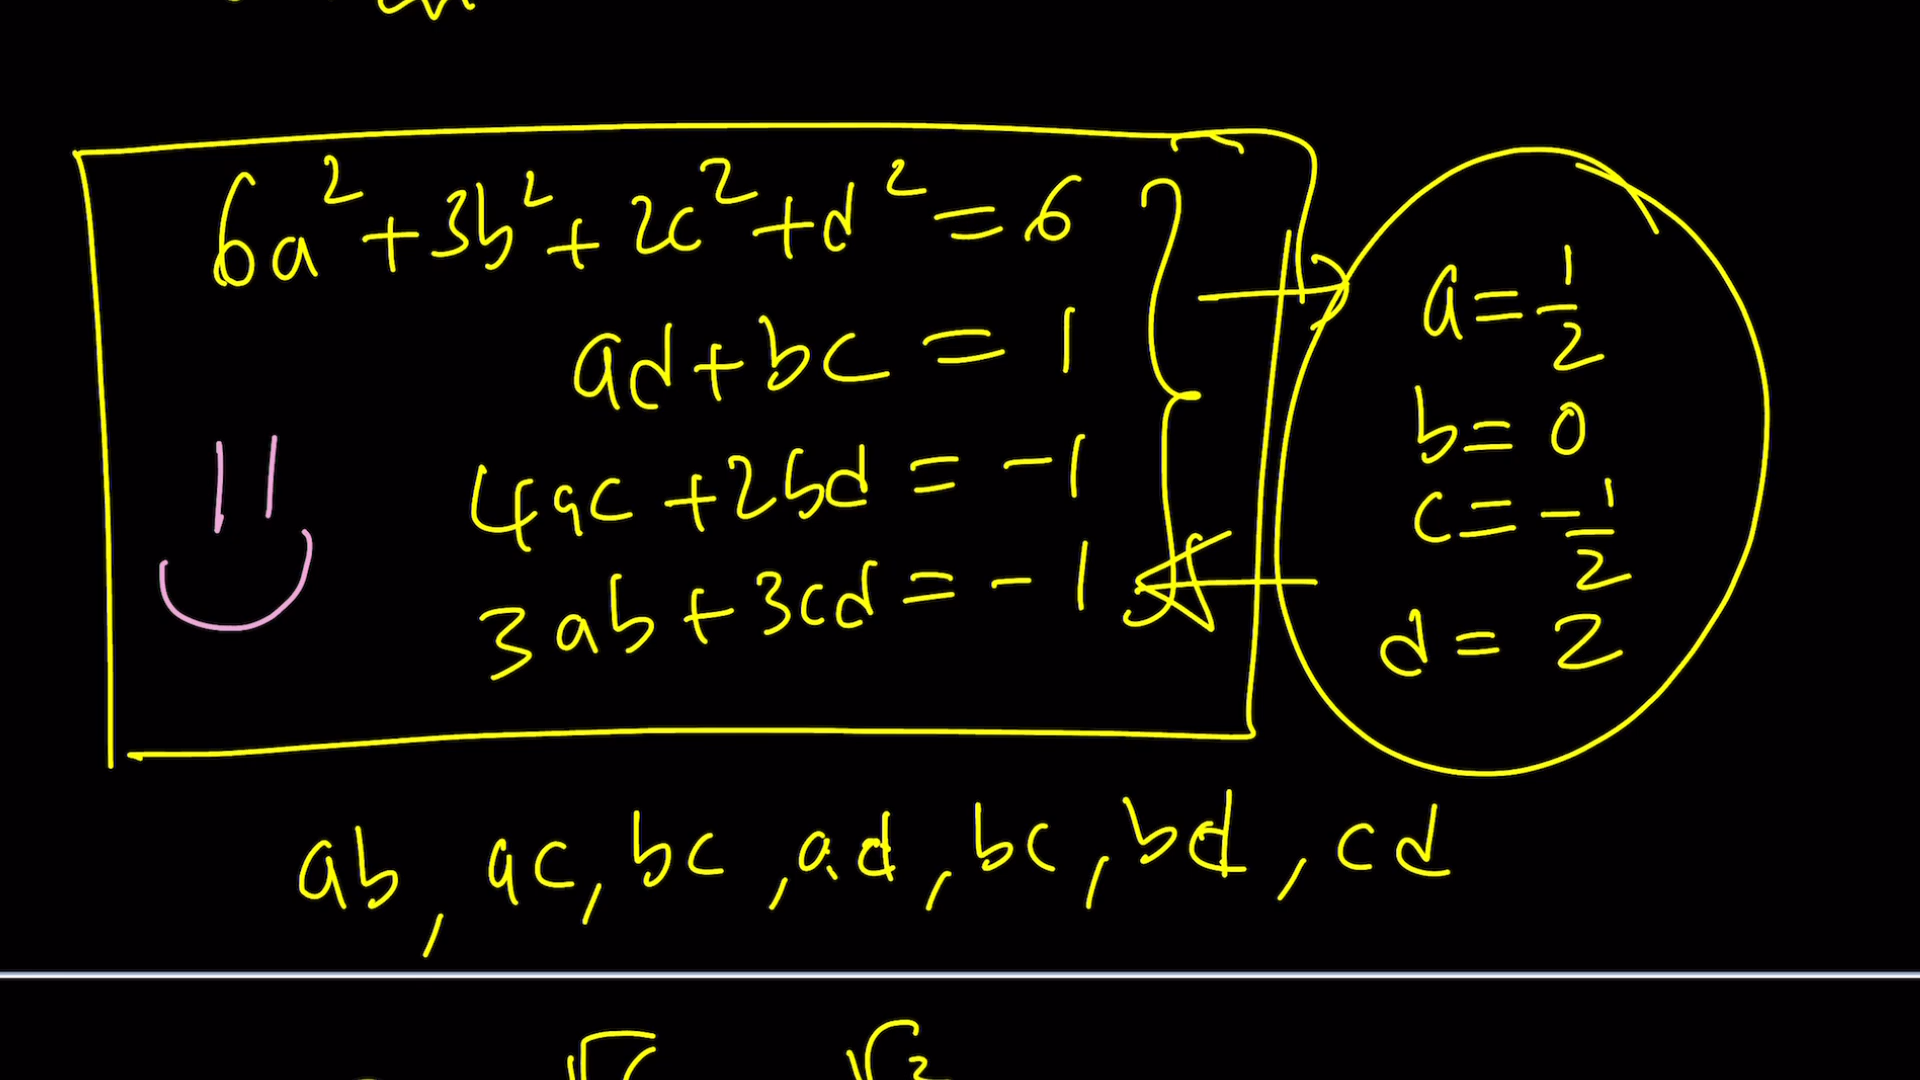 6a²+3b²+2c²+d²=6
ad+bc=1
4ac+2bd=-1
3ab+3cd=-1
a=1/2
b=0
c=-1/2
d=2
ab, ac, bc, ad, bc, bd, cd